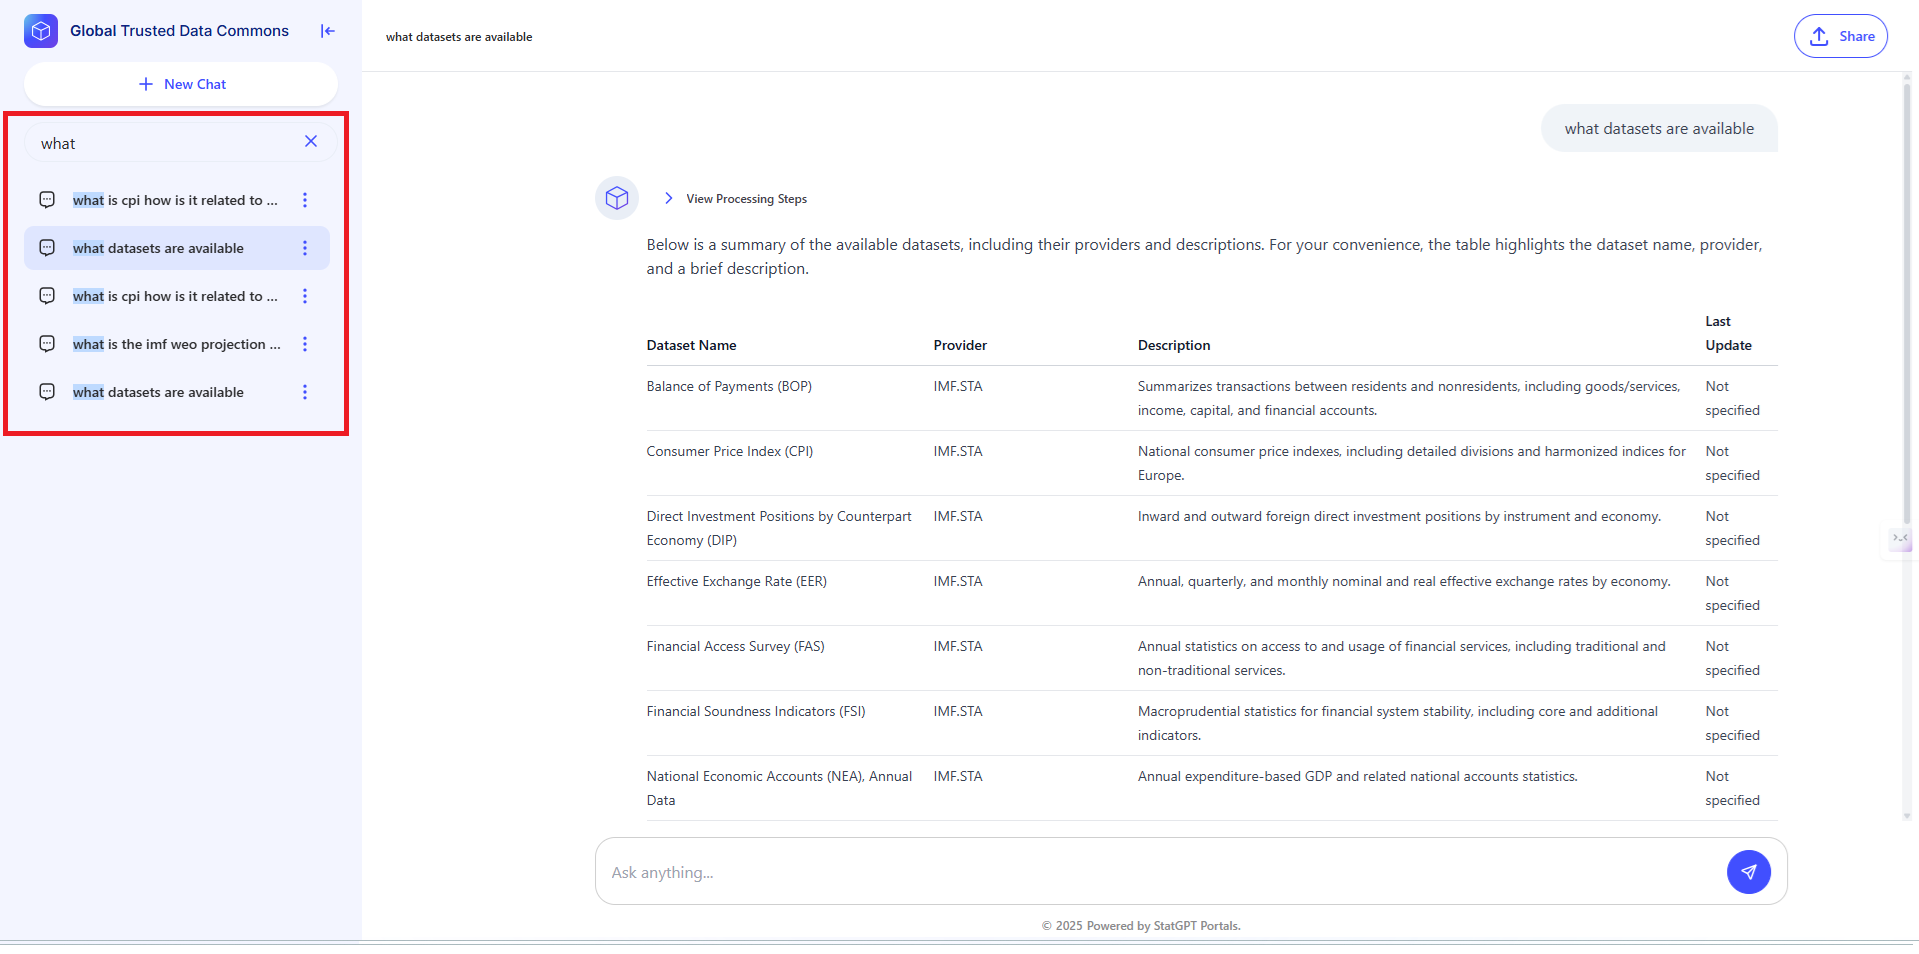 Global Trusted Data Commons
New Chat
what
what is cpi how is it related to ...
what datasets are available
what is cpi how is it related to ...
what is the imf weo projection ...
what datasets are available
what datasets are available
Share
what datasets are available
View Processing Steps
Below is a summary of the available datasets, including their providers and descriptions. For your convenience, the table highlights the dataset name, provider,
and a brief description.
Dataset Name Provider Description Last
Update
Balance of Payments (BOP) IMF.STA Summarizes transactions between residents and nonresidents, including goods/services, Not
income, capital, and financial accounts. specified
Consumer Price Index (CPI) IMF.STA National consumer price indexes, including detailed divisions and harmonized indices for Not
Europe. specified
Direct Investment Positions by Counterpart IMF.STA Inward and outward foreign direct investment positions by instrument and economy. Not
Economy (DIP) specified
Effective Exchange Rate (EER) IMF.STA Annual, quarterly, and monthly nominal and real effective exchange rates by economy. Not
specified
Financial Access Survey (FAS) IMF.STA Annual statistics on access to and usage of financial services, including traditional and Not
non-traditional services. specified
Financial Soundness Indicators (FSI) IMF.STA Macroprudential statistics for financial system stability, including core and additional Not
indicators. specified
National Economic Accounts (NEA), Annual IMF.STA Annual expenditure-based GDP and related national accounts statistics. Not
Data specified
Ask anything...
© 2025 Powered by StatGPT Portals.